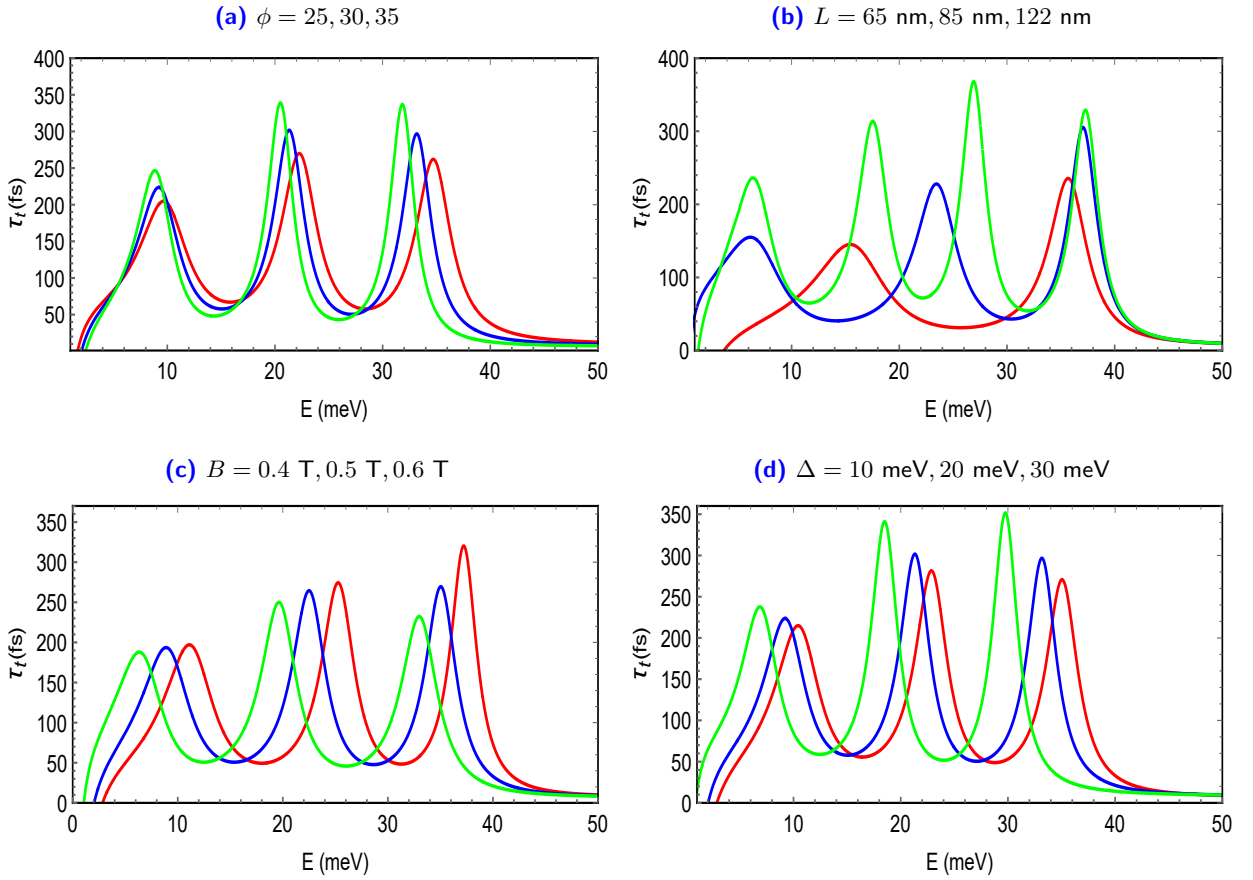 (a) ϕ = 25, 30, 35
400
350
300
250
200
150
100
50
τt(fs)
10 20 30 40 50
E (meV)
(b) L = 65 nm, 85 nm, 122 nm
400
300
200
100
0
τt(fs)
10 20 30 40 50
E (meV)
(c) B = 0.4 T, 0.5 T, 0.6 T
350
300
250
200
150
100
50
0
τt(fs)
0 10 20 30 40 50
E (meV)
(d) Δ = 10 meV, 20 meV, 30 meV
350
300
250
200
150
100
50
0
τt(fs)
10 20 30 40 50
E (meV)